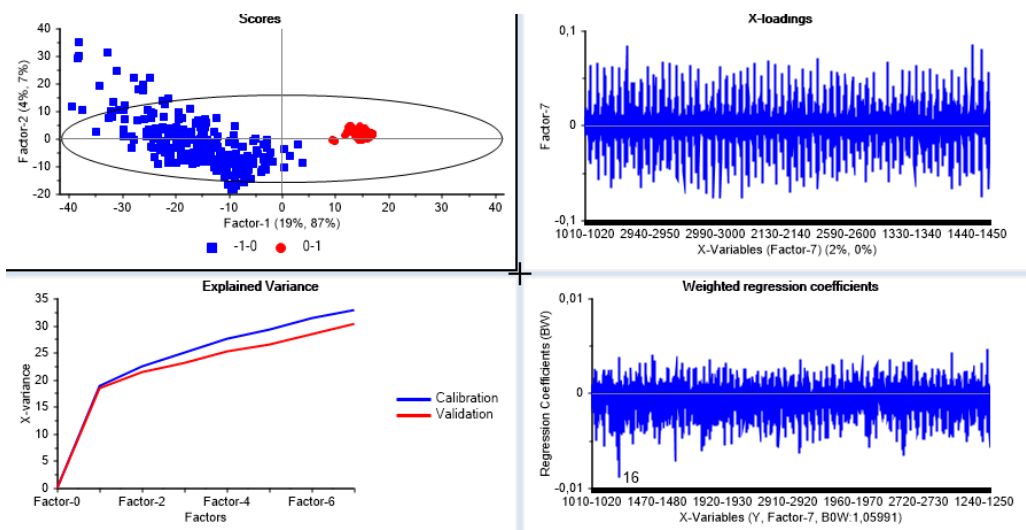 Scores
40
30
20
10
0
-10
-20
-40
-30
-20
-10
0
10
20
30
40
Factor-2 (4%, 7%)
Factor-1 (19%, 87%)
-1-0
0-1
X-loadings
0,1
0
-0,1
Factor-7
1010-1020 2940-2950 2990-3000 2130-2140 2590-2600 1330-1340 1440-1450
X-Variables (Factor-7) (2%, 0%)
Explained Variance
35
30
25
20
15
10
5
0
X-variance
Calibration
Validation
Factor-0 Factor-2 Factor-4 Factor-6
Factors
Weighted regression coefficients
0,01
0
-0,01
Regression Coefficients (BW)
16
1010-1020 1470-1480 1920-1930 2910-2920 1960-1970 2720-2730 1240-1250
X-Variables (Y, Factor-7, B0W:1,05991)